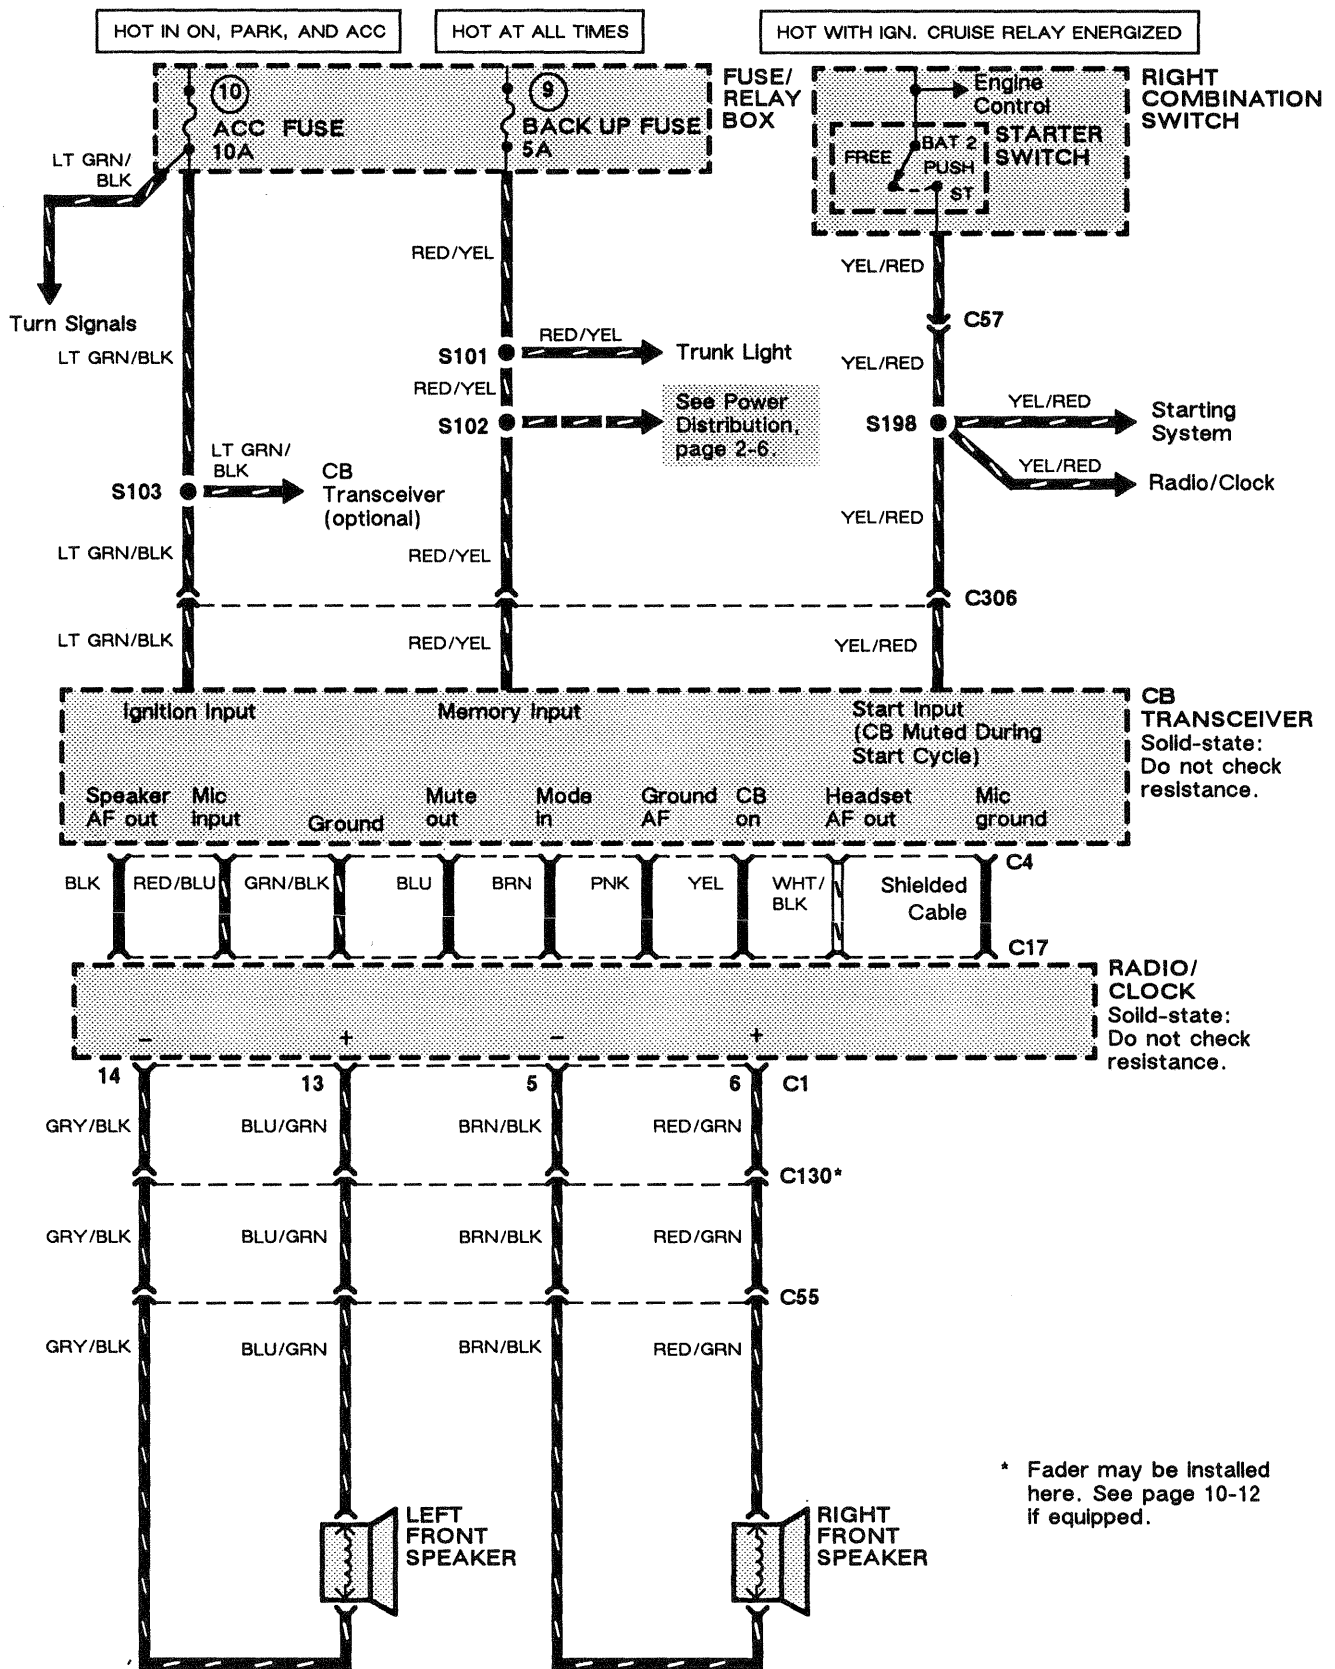 HOT IN ON, PARK, AND ACC
HOT AT ALL TIMES
HOT WITH IGN. CRUISE RELAY ENERGIZED
10
ACC FUSE
10A
9
BACK UP FUSE
5A
FUSE/
RELAY
BOX
Engine
Control
BAT 2
FREE
PUSH
ST
STARTER
SWITCH
RIGHT
COMBINATION
SWITCH
LT GRN/
BLK
Turn Signals
LT GRN/BLK
RED/YEL
YEL/RED
C57
S101
RED/YEL
Trunk Light
YEL/RED
RED/YEL
S102
See Power
Distribution,
page 2-6.
S198
YEL/RED
Starting
System
YEL/RED
Radio/Clock
S103
LT GRN/
BLK
CB
Transceiver
(optional)
YEL/RED
LT GRN/BLK
RED/YEL
C306
LT GRN/BLK
RED/YEL
YEL/RED
Ignition Input
Memory Input
Start Input
(CB Muted During
Start Cycle)
CB
TRANSCEIVER
Solid-state:
Do not check
resistance.
Speaker
AF out
Mic
input
Ground
Mute
out
Mode
in
Ground
AF
CB
on
Headset
AF out
Mic
ground
C4
BLK
RED/BLU
GRN/BLK
BLU
BRN
PNK
YEL
WHT/
BLK
Shielded
Cable
C17
RADIO/
CLOCK
Solid-state:
Do not check
resistance.
– + – +
14
13
5
6
C1
GRY/BLK
BLU/GRN
BRN/BLK
RED/GRN
C130*
GRY/BLK
BLU/GRN
BRN/BLK
RED/GRN
C55
GRY/BLK
BLU/GRN
BRN/BLK
RED/GRN
* Fader may be installed
here. See page 10-12
if equipped.
LEFT
FRONT
SPEAKER
RIGHT
FRONT
SPEAKER